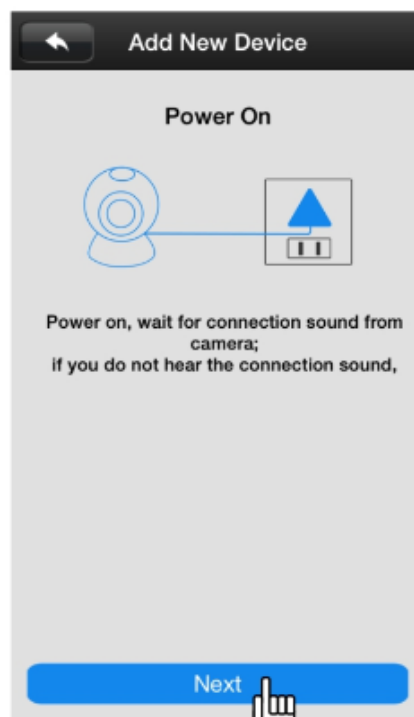 Add New Device
Power On
Power on, wait for connection sound from
camera;
if you do not hear the connection sound,
Next